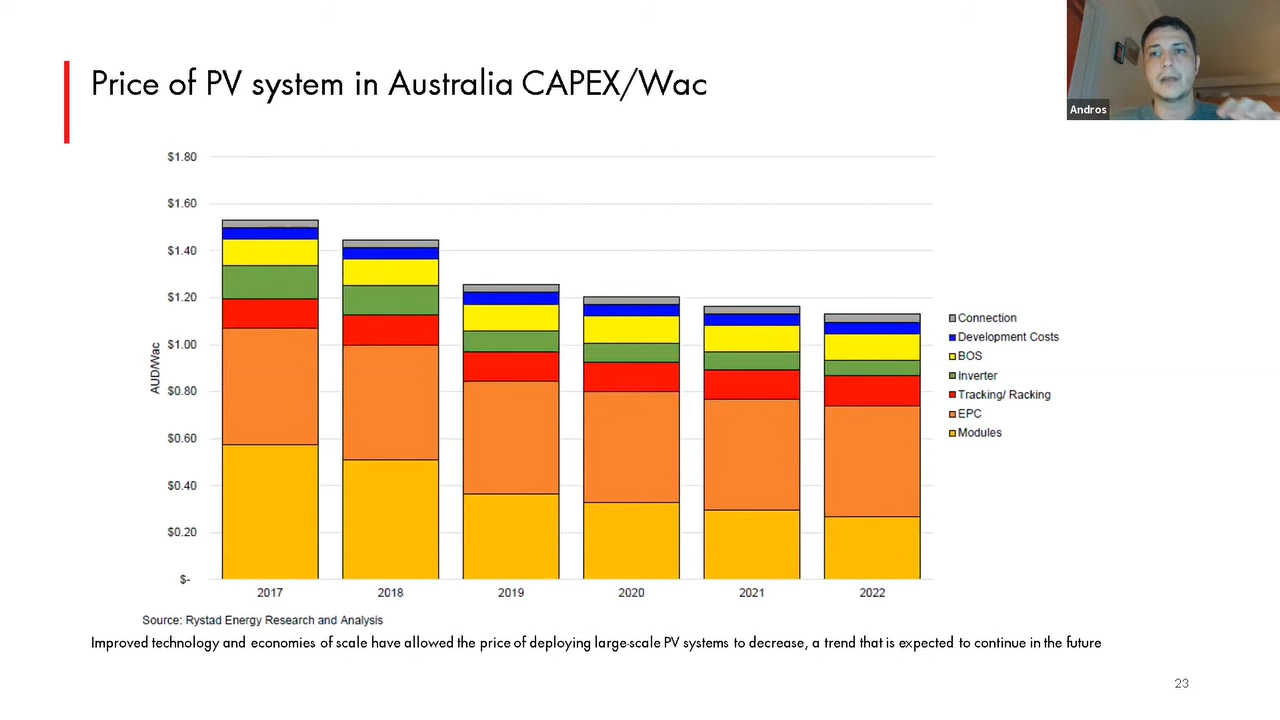 Price of PV system in Australia CAPEX/Wac
Andros
$1.80
$1.60
$1.40
$1.20
$1.00
$0.80
$0.60
$0.40
$0.20
$-
AUD/Wac
2017 2018 2019 2020 2021 2022
Connection
Development Costs
BOS
Inverter
Tracking/ Racking
EPC
Modules
Source: Rystad Energy Research and Analysis
Improved technology and economies of scale have allowed the price of deploying large-scale PV systems to decrease, a trend that is expected to continue in the future
23